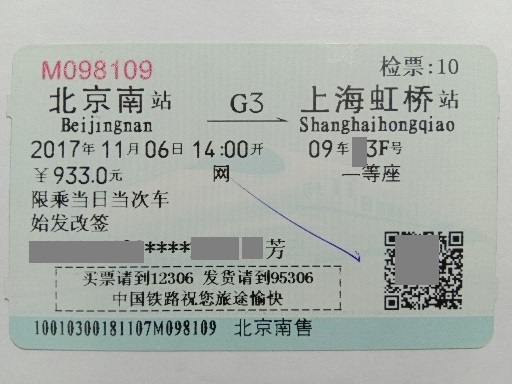 M098109 检票:10
北京南站 G3 上海虹桥站
Beijingnan Shanghaihongqiao
2017年11月06日 14:00开 09车 3F号
¥933.0元 网 一等座
限乘当日当次车
始发改签
**** 芳
买票请到12306 发货请到95306
中国铁路祝您旅途愉快
10010300181107M098109 北京南售